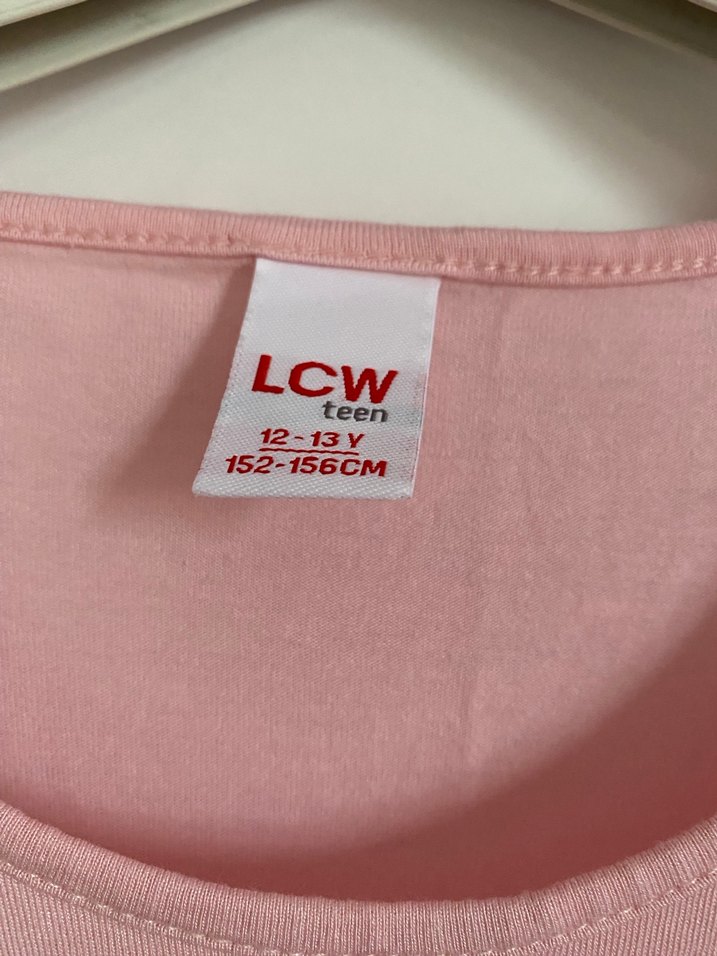 LCW
teen
12-13 Y
152-156CM